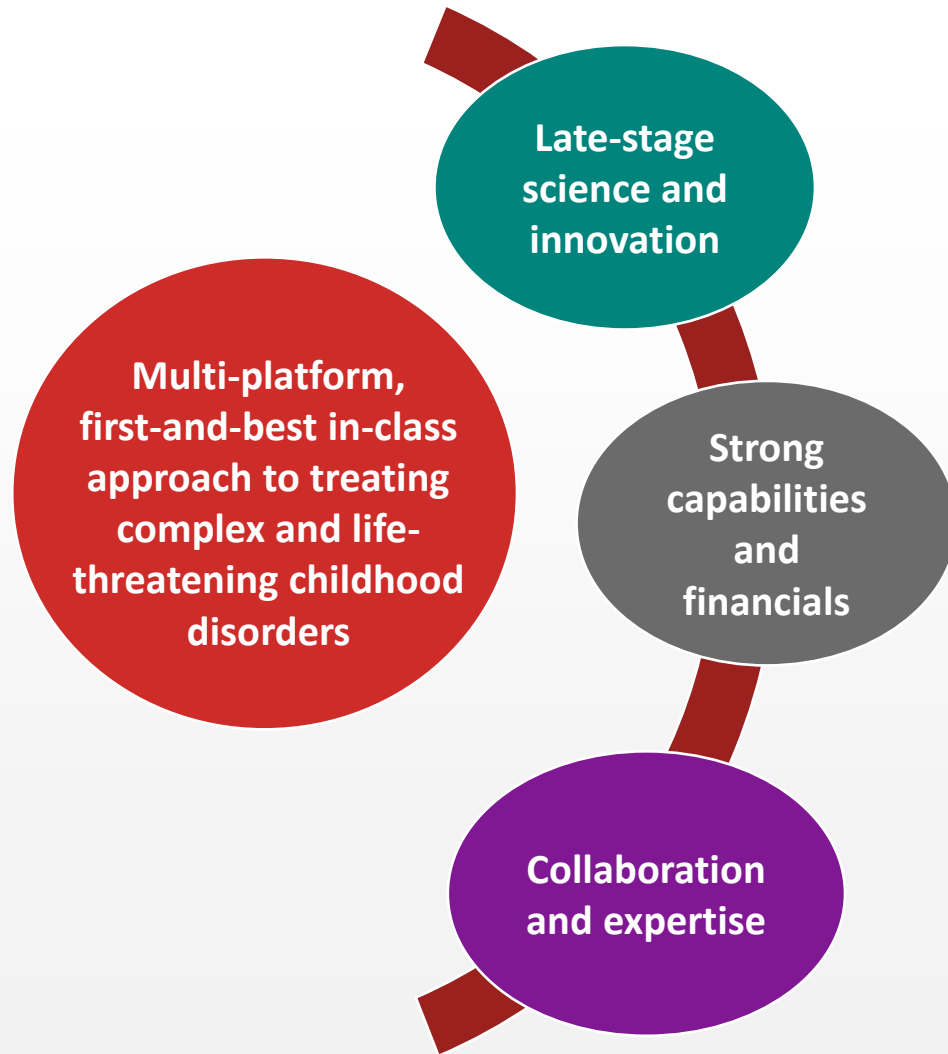 Late-stage
science and
innovation
Multi-platform,
first-and-best in-class
approach to treating
complex and life-
threatening childhood
disorders
Strong
capabilities
and
financials
Collaboration
and expertise